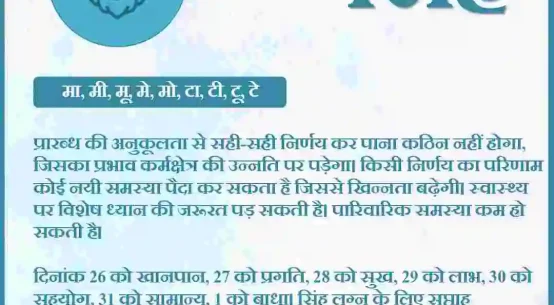 मा, मी, मू, मे, मो, टा, टी, टू, टे
प्रारब्ध की अनुकूलता से सही-सही निर्णय कर पाना कठिन नहीं होगा,
जिसका प्रभाव कर्मक्षेत्र की उन्नति पर पड़ेगा। किसी निर्णय का परिणाम
कोई नयी समस्या पैदा कर सकता है जिससे खिन्नता बढ़ेगी। स्वास्थ्य
पर विशेष ध्यान की जरूरत पड़ सकती है। पारिवारिक समस्या कम हो
सकती है।
दिनांक 26 को खानपान, 27 को प्रगति, 28 को सुख, 29 को लाभ, 30 को
सहयोग, 31 को सामान्य, 1 को बाधा। सिंह लग्न के लिए सप्ताह